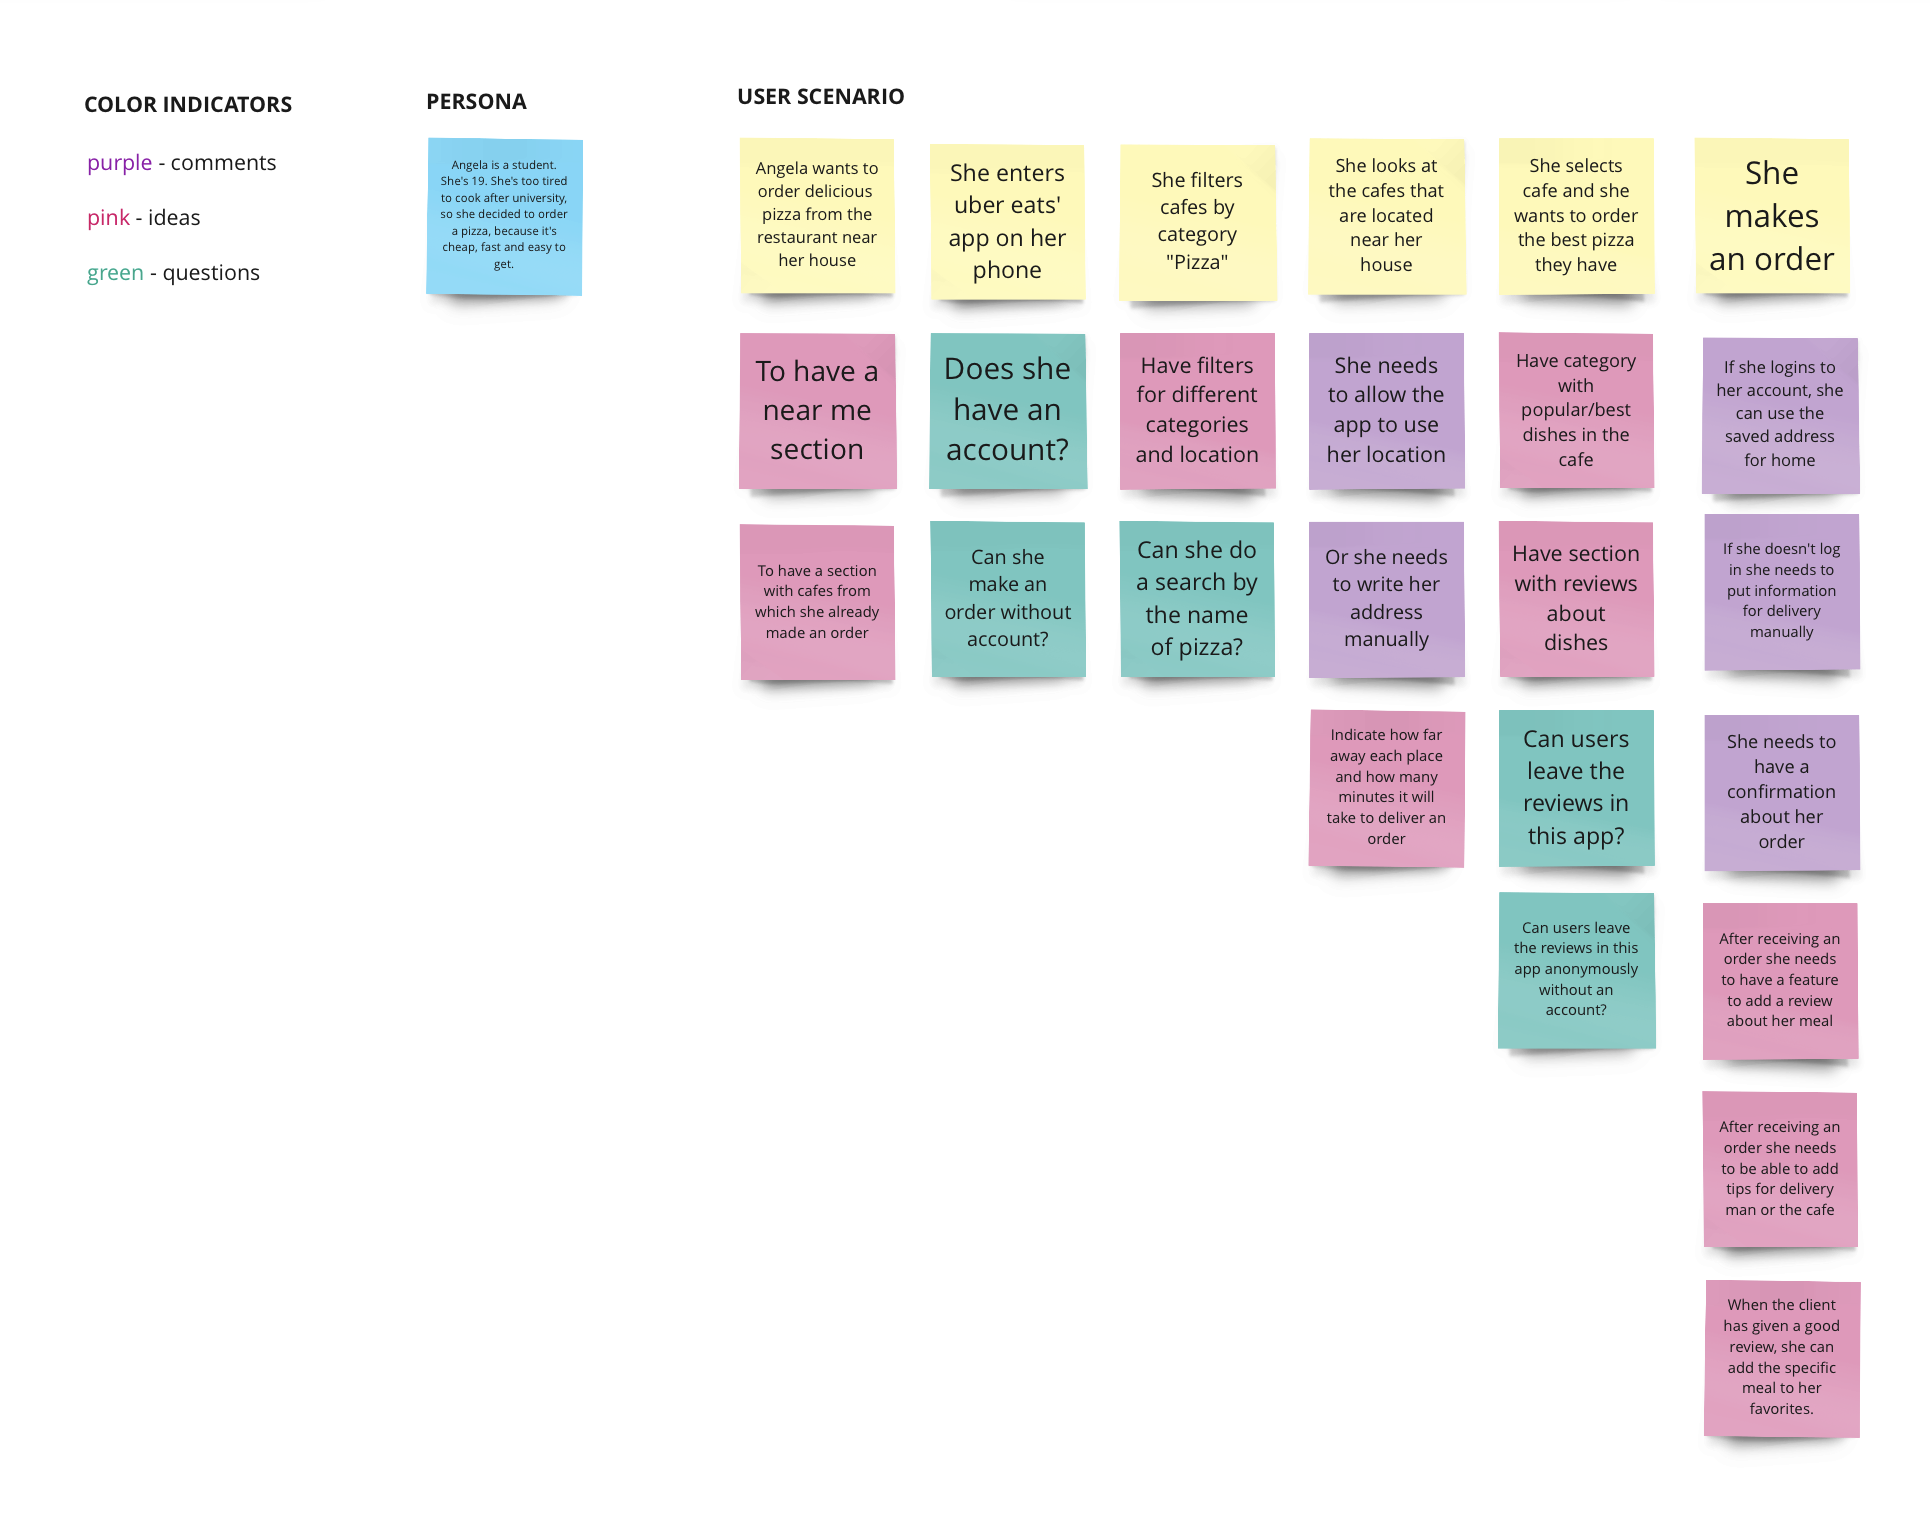 COLOR INDICATORS
purple - comments
pink - ideas
green - questions
PERSONA
Angela is a student.
She's 19. She's too tired
to cook after university,
so she decided to order
a pizza, because it's
cheap, fast and easy to
get.
USER SCENARIO
Angela wants to
order delicious
pizza from the
restaurant near
her house
She enters
uber eats'
app on her
phone
She filters
cafes by
category
"Pizza"
She looks at
the cafes that
are located
near her
house
She selects
cafe and she
wants to order
the best pizza
they have
She
makes
an order
To have a
near me
section
Does she
have an
account?
Have filters
for different
categories
and location
She needs
to allow the
app to use
her location
Have category
with
popular/best
dishes in the
cafe
If she logins to
her account, she
can use the
saved address
for home
To have a section
with cafes from
which she already
made an order
Can she
make an
order without
account?
Can she do
a search by
the name
of pizza?
Or she needs
to write her
address
manually
Have section
with reviews
about
dishes
If she doesn't log
in she needs to
put information
for delivery
manually
Indicate how far
away each place
and how many
minutes it will
take to deliver an
order
Can users
leave the
reviews in
this app?
She needs to
have a
confirmation
about her
order
Can users leave
the reviews in this
app anonymously
without an
account?
After receiving an
order she needs
to have a feature
to add a review
about her meal
After receiving an
order she needs
to be able to add
tips for delivery
man or the cafe
When the client
has given a good
review, she can
add the specific
meal to her
favorites.